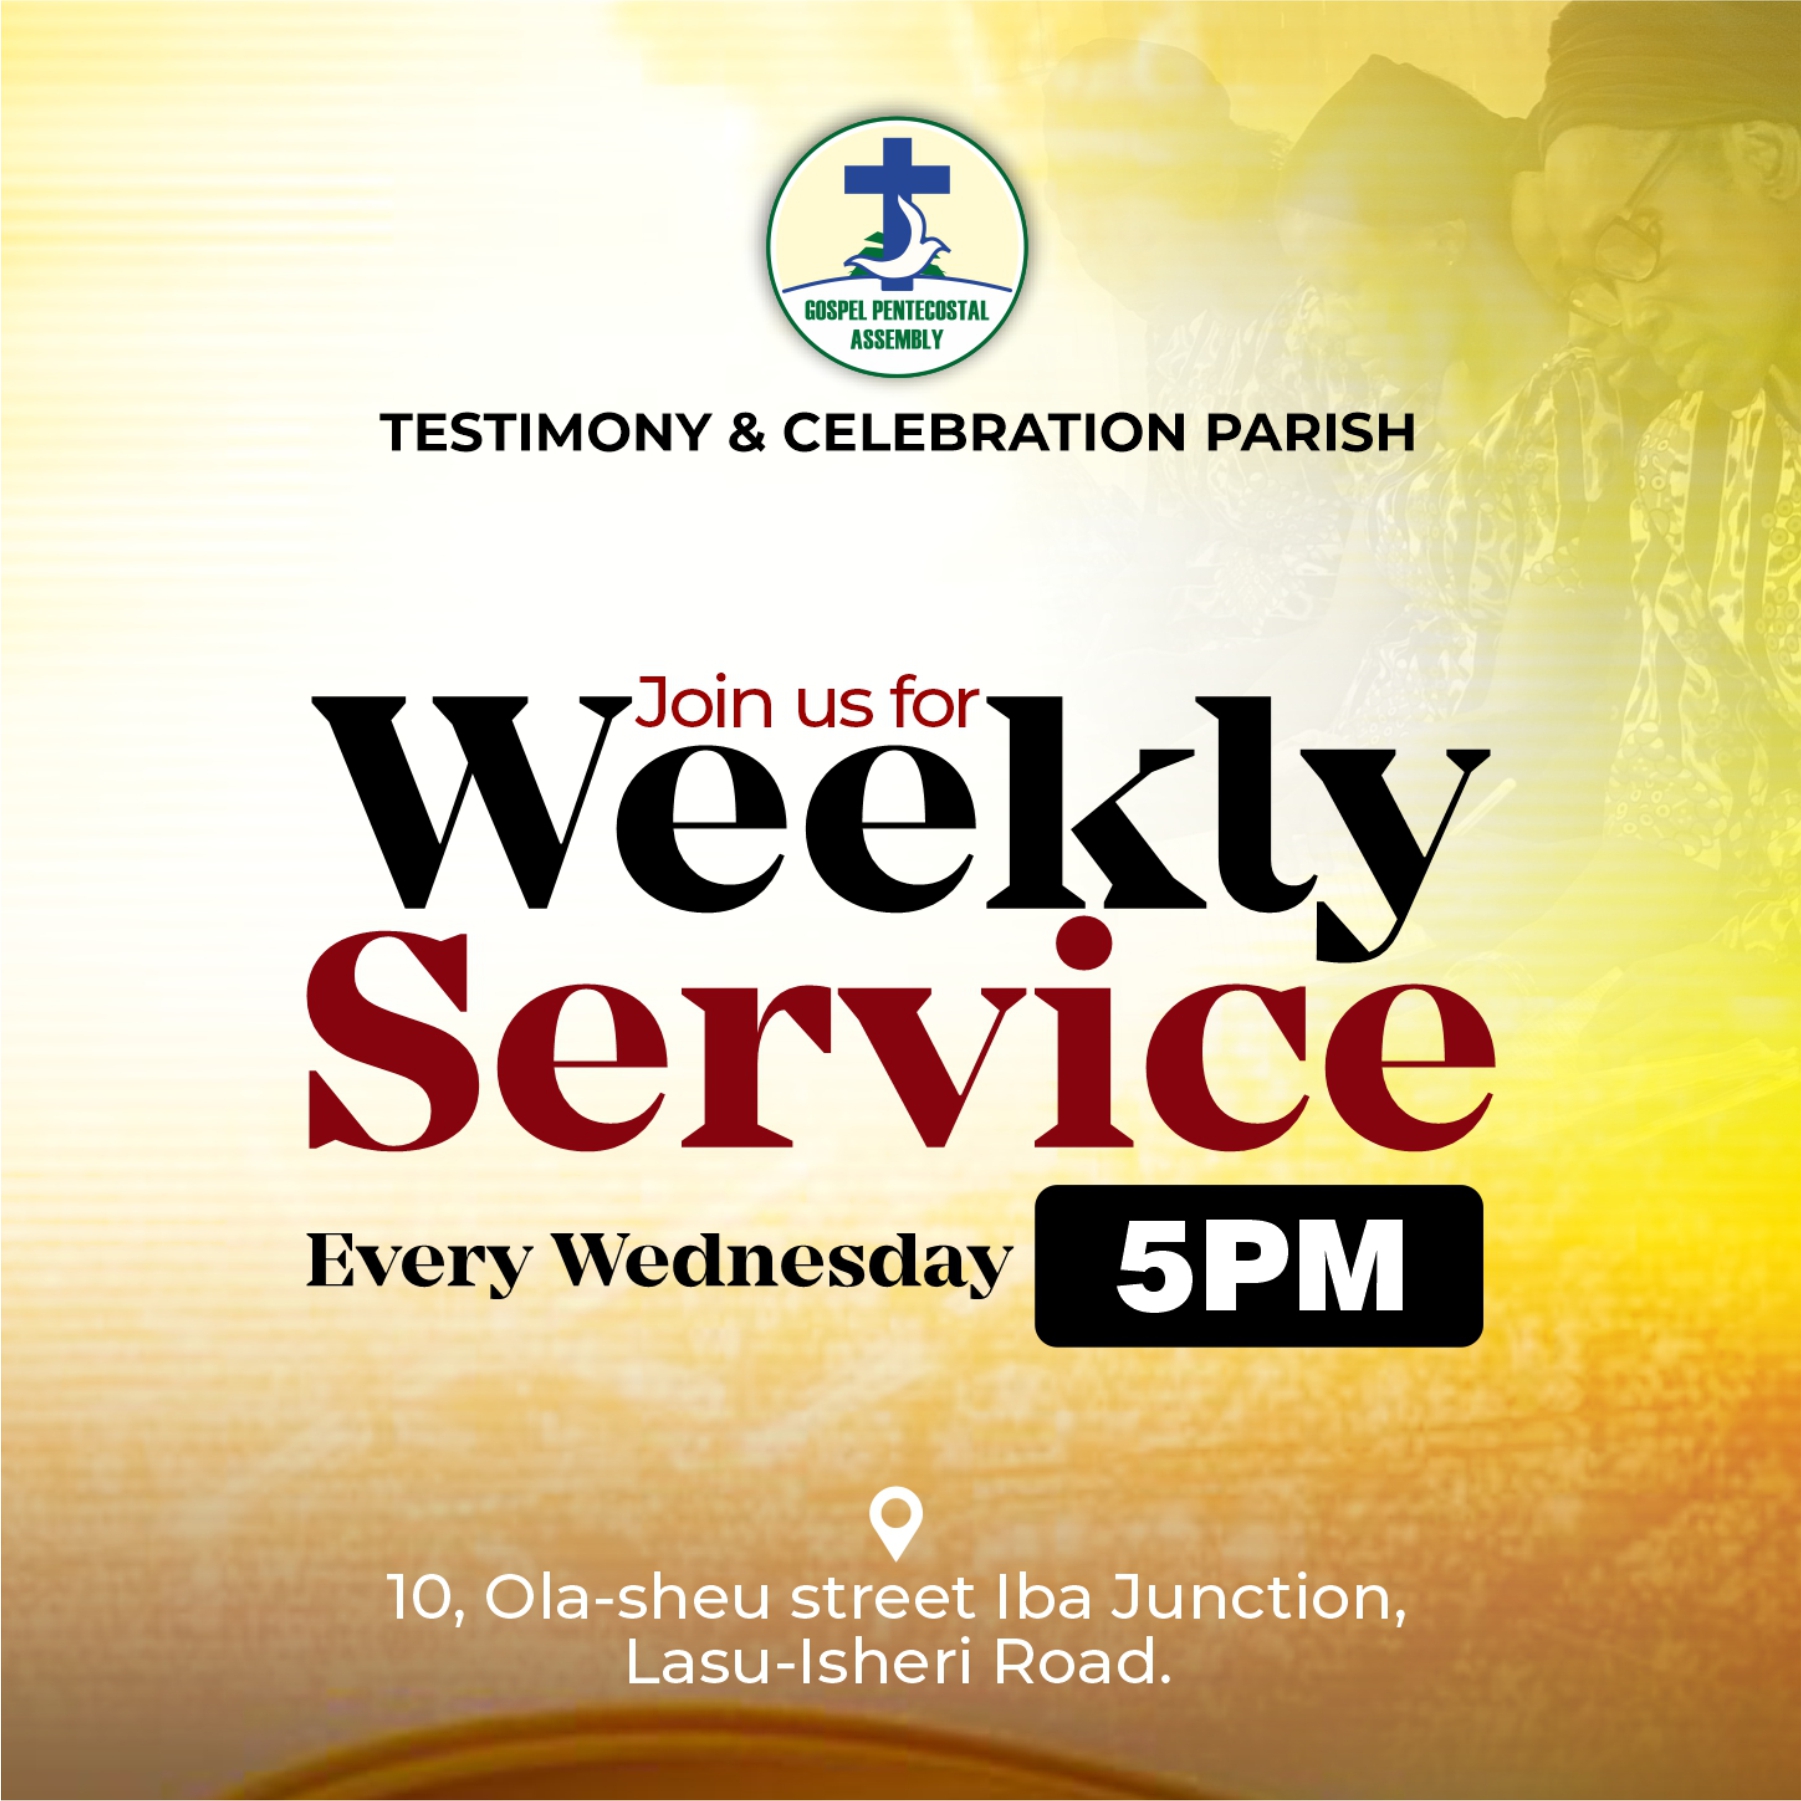 GOSPEL PENTECOSTAL
ASSEMBLY
TESTIMONY & CELEBRATION PARISH
Join us for
Weekly
Service
Every Wednesday 5PM
10, Ola-sheu street Iba Junction,
Lasu-Isheri Road.